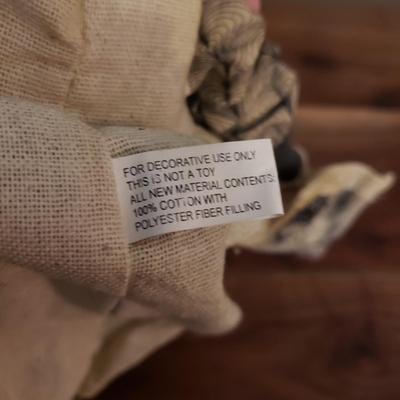 FOR DECORATIVE USE ONLY
THIS IS NOT A TOY
ALL NEW MATERIAL CONTENTS:
100% COTTON WITH
POLYESTER FIBER FILLING